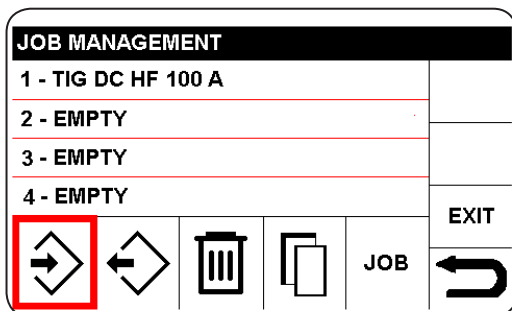 JOB MANAGEMENT
1 - TIG DC HF 100 A
2 - EMPTY
3 - EMPTY
4 - EMPTY
EXIT
JOB